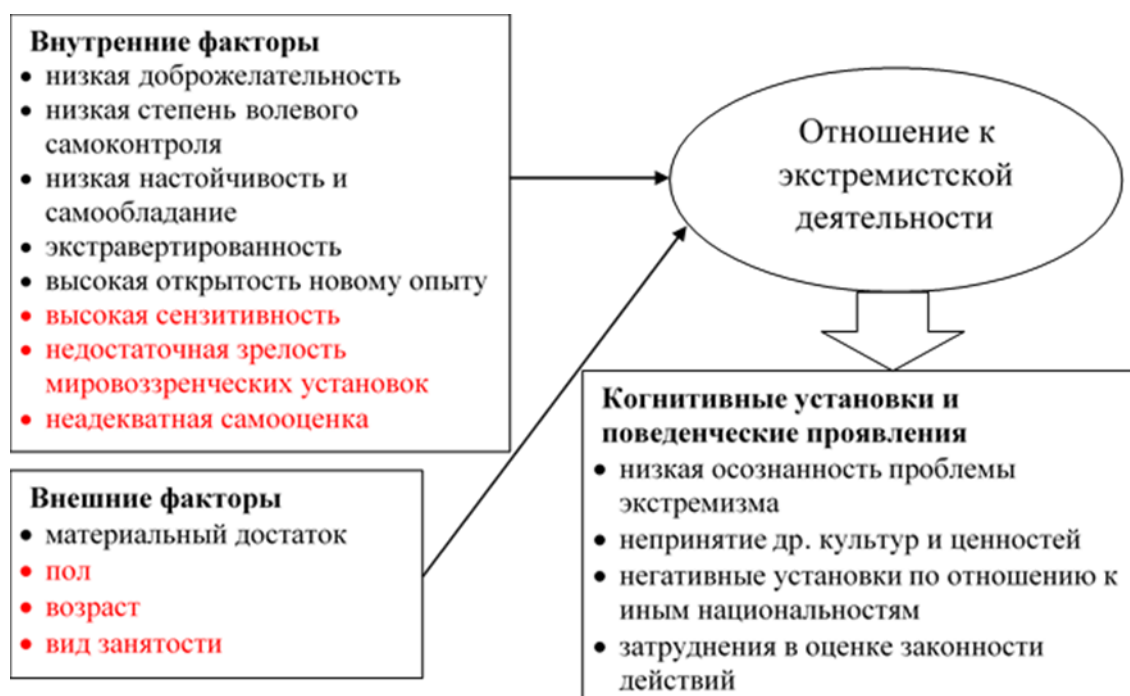 Внутренние факторы
• низкая доброжелательность
• низкая степень волевого
самоконтроля
• низкая настойчивость и
самообладание
• экстравертированность
• высокая открытость новому опыту
• высокая сензитивность
• недостаточная зрелость
мировоззренческих установок
• неадекватная самооценка
Внешние факторы
• материальный достаток
• пол
• возраст
• вид занятости
Отношение к
экстремистской
деятельности
Когнитивные установки и
поведенческие проявления
• низкая осознанность проблемы
экстремизма
• непринятие др. культур и ценностей
• негативные установки по отношению к
иным национальностям
• затруднения в оценке законности
действий